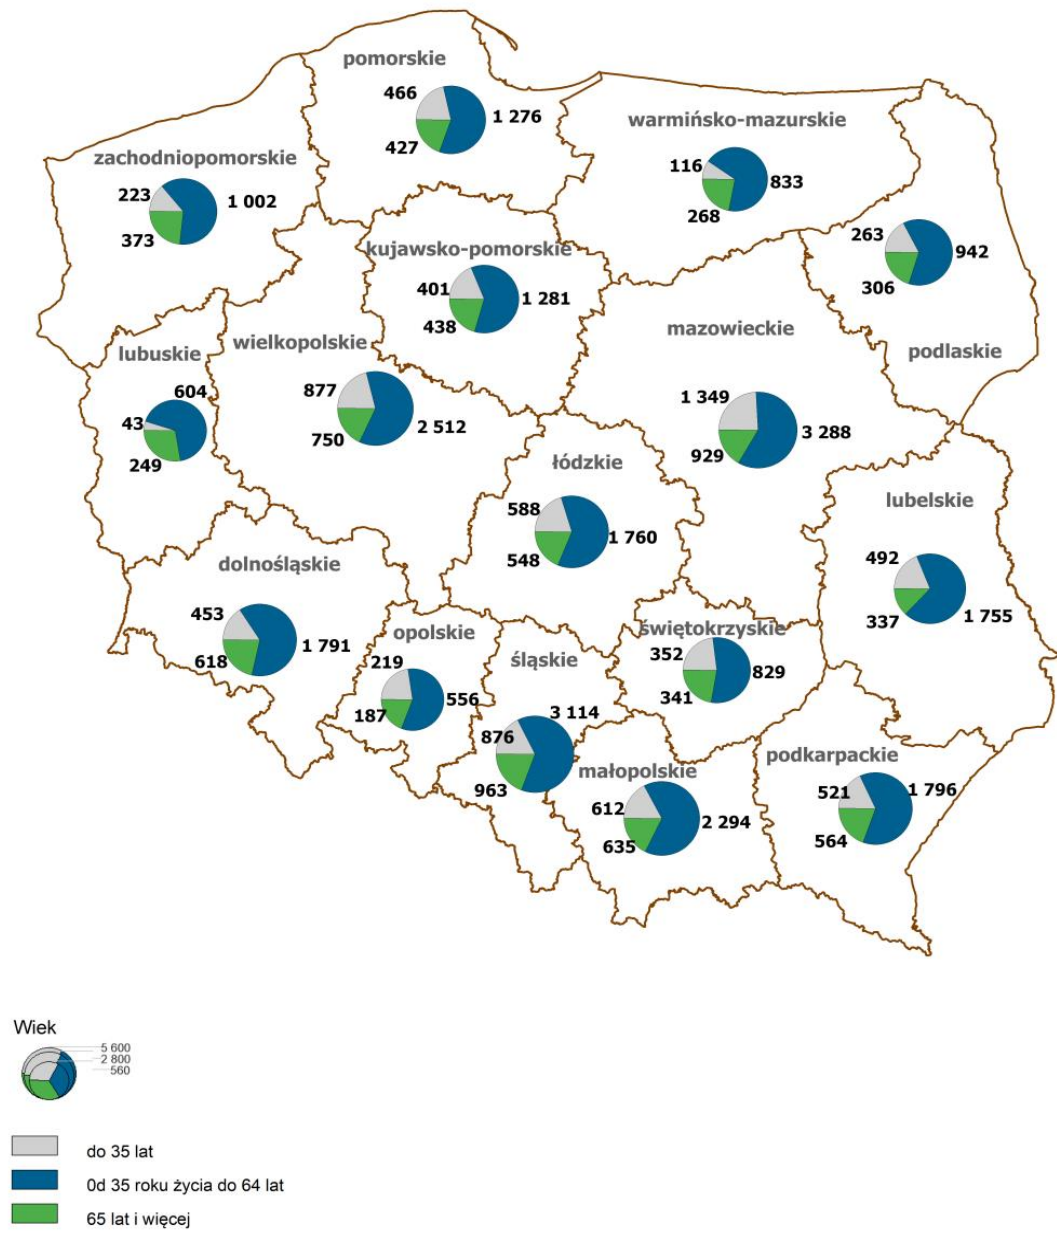 pomorskie
466
1 276
427
warmińsko-mazurskie
116
833
268
zachodniopomorskie
223
1 002
373
263
942
306
podlaskie
kujawsko-pomorskie
401
1 281
438
mazowieckie
1 349
3 288
929
lubuskie
604
43
249
wielkopolskie
877
2 512
750
łódzkie
588
1 760
548
lubelskie
492
1 755
337
dolnośląskie
453
1 791
618
opolskie
219
556
187
śląskie
3 114
876
963
świętokrzyskie
352
829
341
małopolskie
612
2 294
635
podkarpackie
521
1 796
564
Wiek
5 600
2 800
560
do 35 lat
0d 35 roku życia do 64 lat
65 lat i więcej